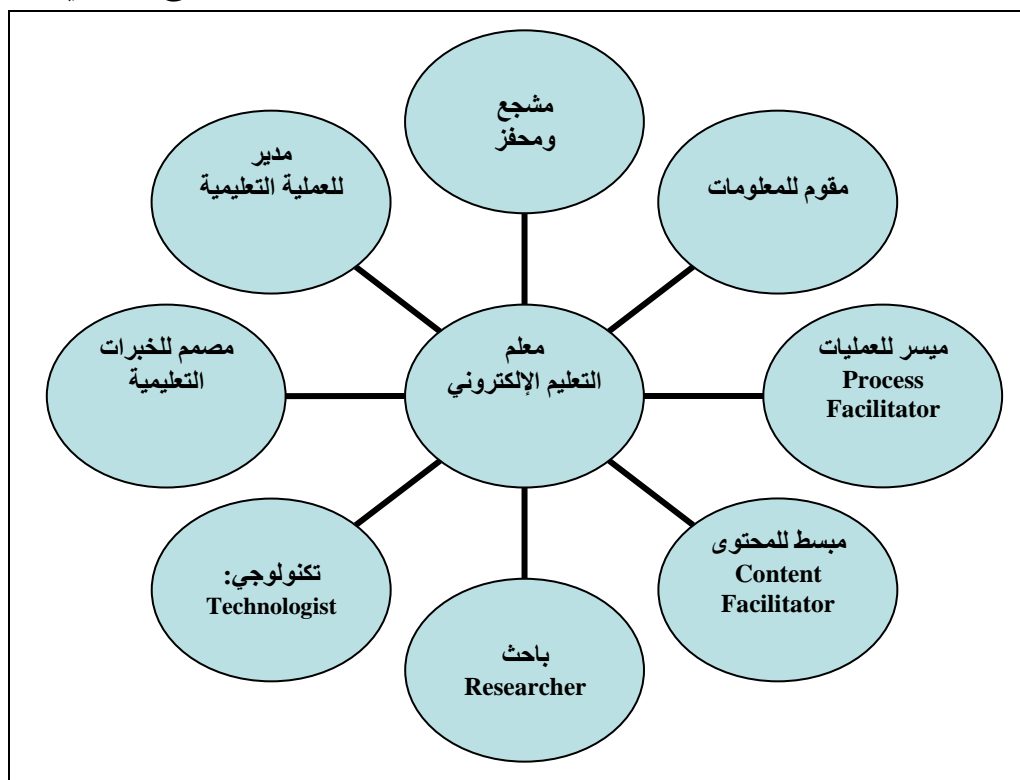 مشجع
ومحفز
مقوم للمعلومات
ميسر للعمليات
Process
Facilitator
مبسط للمحتوى
Content
Facilitator
باحث
Researcher
تكنولوجي:
Technologist
مصمم للخبرات
التعليمية
مدير
للعملية التعليمية
معلم
التعليم الإلكتروني